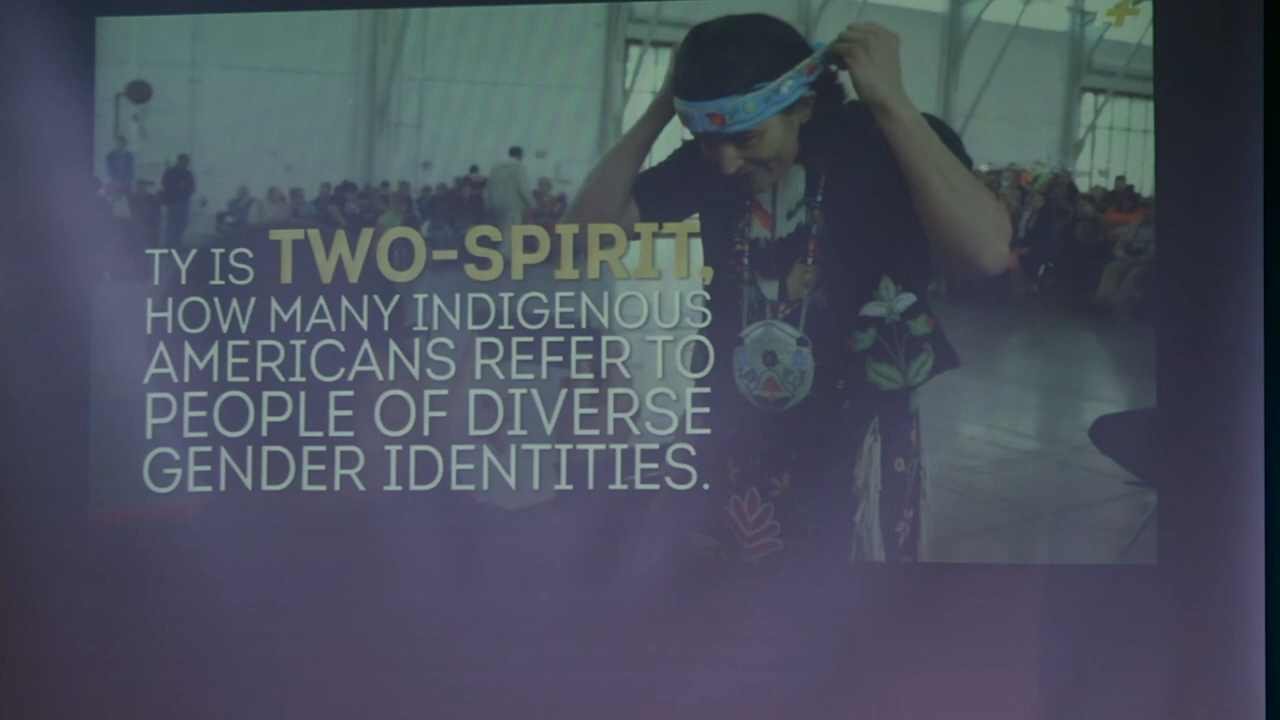 TY IS TWO-SPIRIT,
HOW MANY INDIGENOUS
AMERICANS REFER TO
PEOPLE OF DIVERSE
GENDER IDENTITIES.